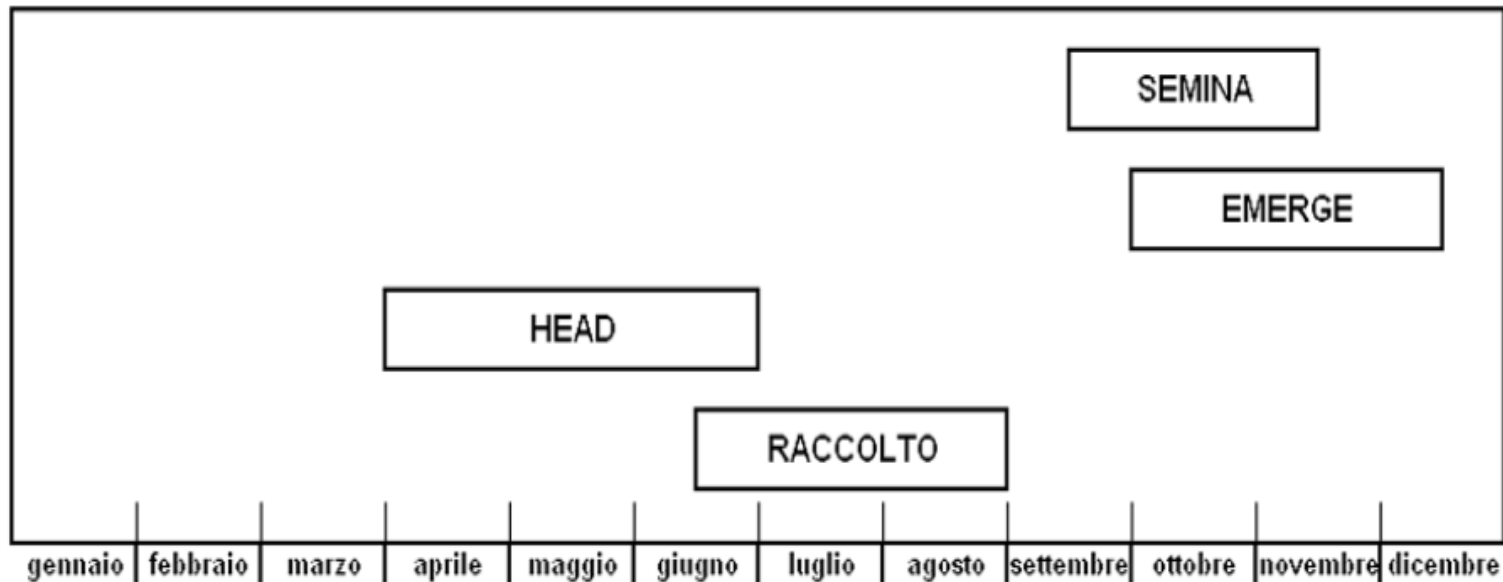 SEMINA
EMERGE
HEAD
RACCOLTO
gennaio febbraio marzo aprile maggio giugno luglio agosto settembre ottobre novembre dicembre